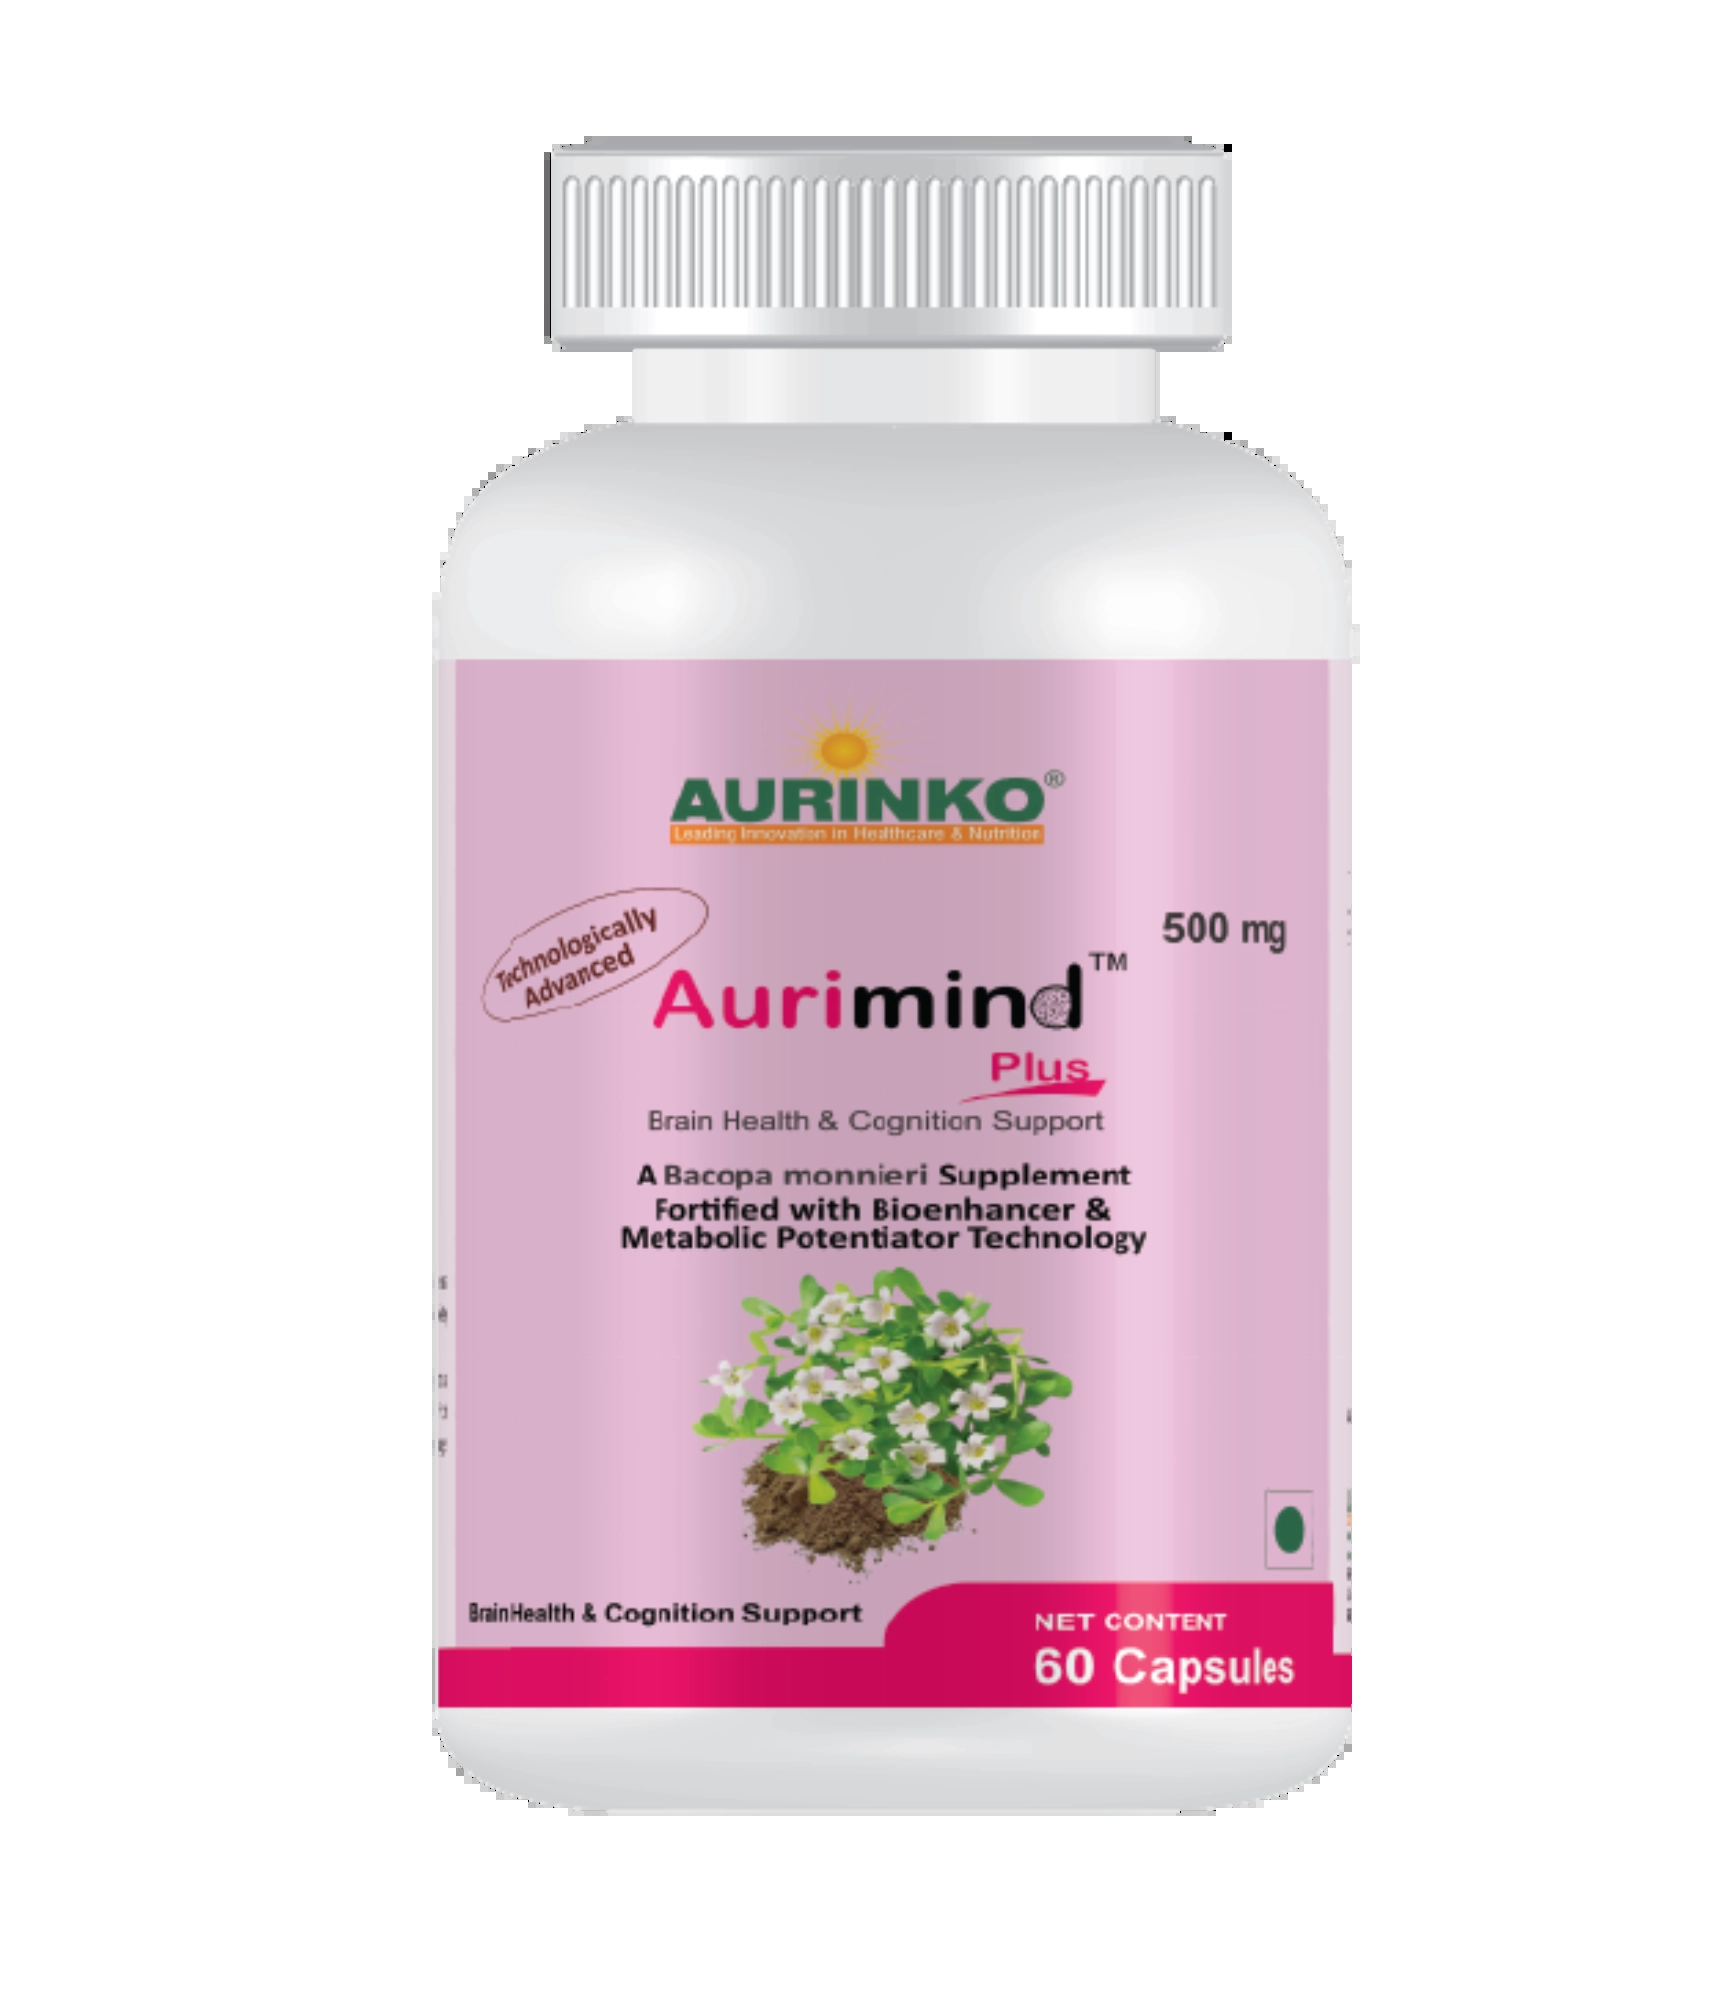 AURINKO®
Leading Innovation in Healthcare & Nutrition
Technologically
Advanced
500 mg
Aurimind™
Plus
Brain Health & Cognition Support
A Bacopa monnieri Supplement
Fortified with Bioenhancer &
Metabolic Potentiator Technology
BrainHealth & Cognition Support
NET CONTENT
60 Capsules